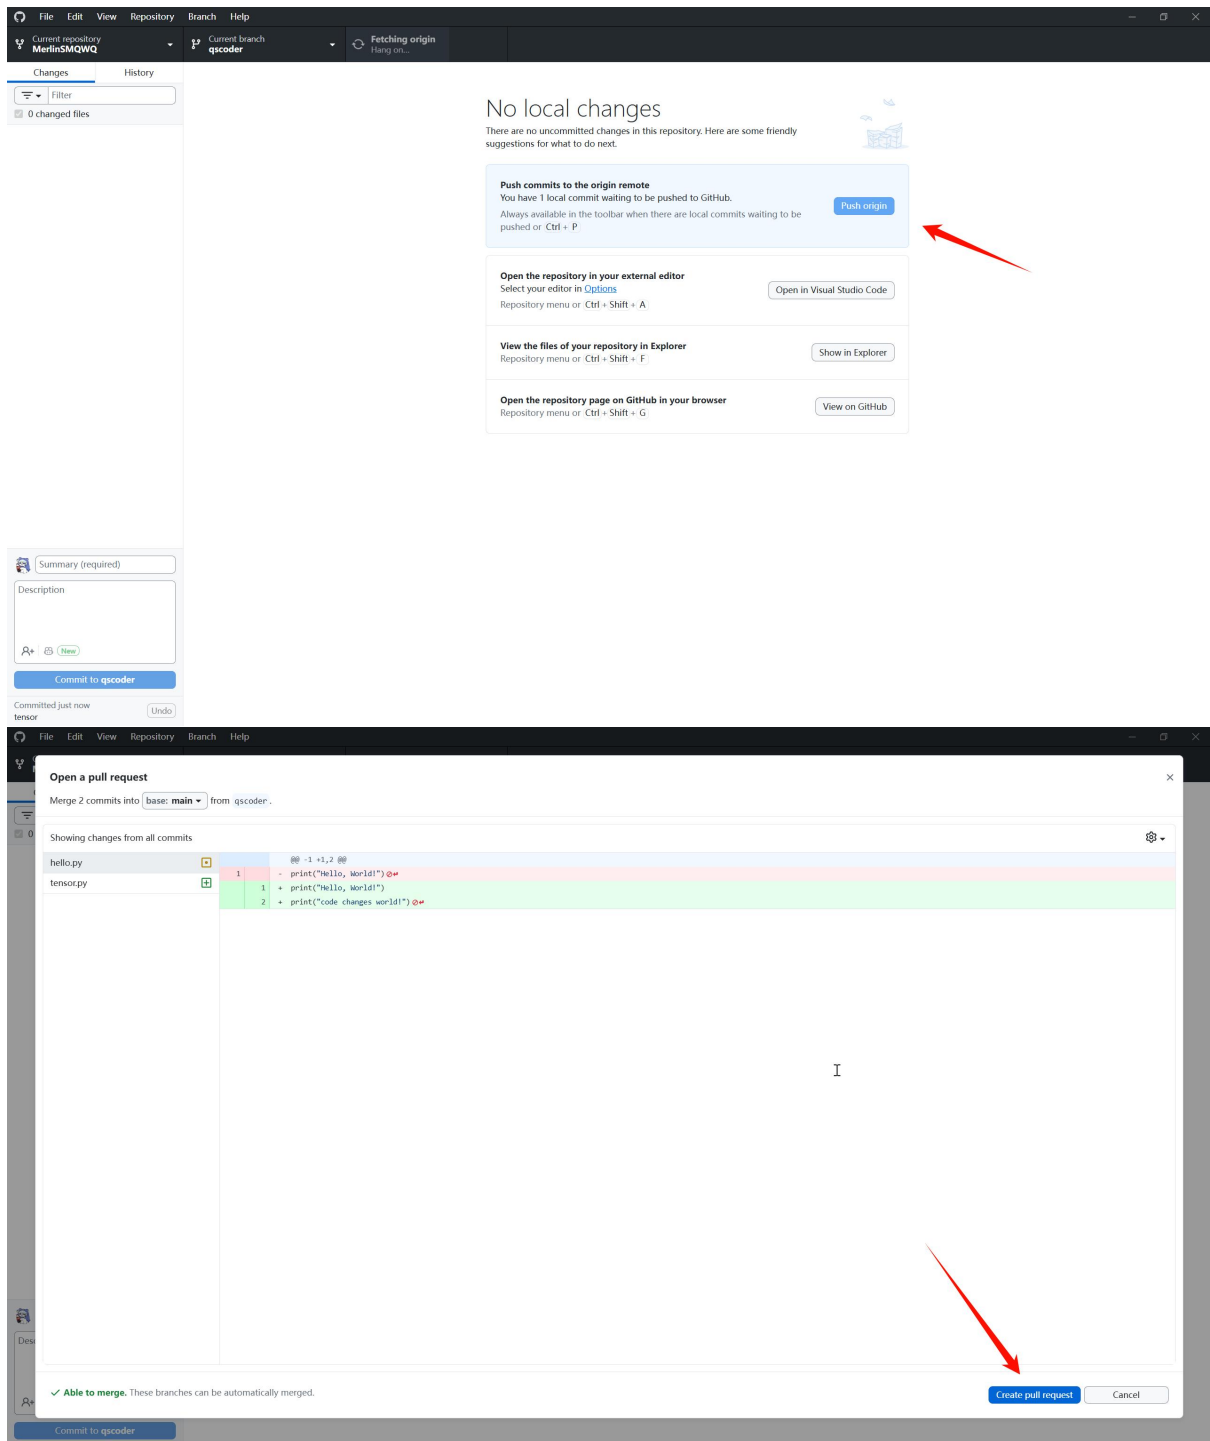 File Edit View Repository Branch Help
Current repository
MerlinSMQWQ
Current branch
qscoder
Fetching origin
Hang on...
Changes History
Filter
0 changed files
No local changes
There are no uncommitted changes in this repository. Here are some friendly
suggestions for what to do next.
Push commits to the origin remote
You have 1 local commit waiting to be pushed to GitHub.
Always available in the toolbar when there are local commits waiting to be
pushed or Ctrl + P
Push origin
Open the repository in your external editor
Select your editor in Options
Repository menu or Ctrl + Shift + A
Open in Visual Studio Code
View the files of your repository in Explorer
Repository menu or Ctrl + Shift + F
Show in Explorer
Open the repository page on GitHub in your browser
Repository menu or Ctrl + Shift + G
View on GitHub
Summary (required)
Description
New
Commit to qscoder
Committed just now
tensor
Undo
File Edit View Repository Branch Help
Open a pull request
Merge 2 commits into base: main from qscoder.
Showing changes from all commits
hello.py
tensor.py
@@ -1 +1,2 @@
1 - print("Hello, World!")
1 + print("Hello, World!")
2 + print("code changes world!")
0
Des
Able to merge. These branches can be automatically merged.
Create pull request
Cancel
Commit to qscoder